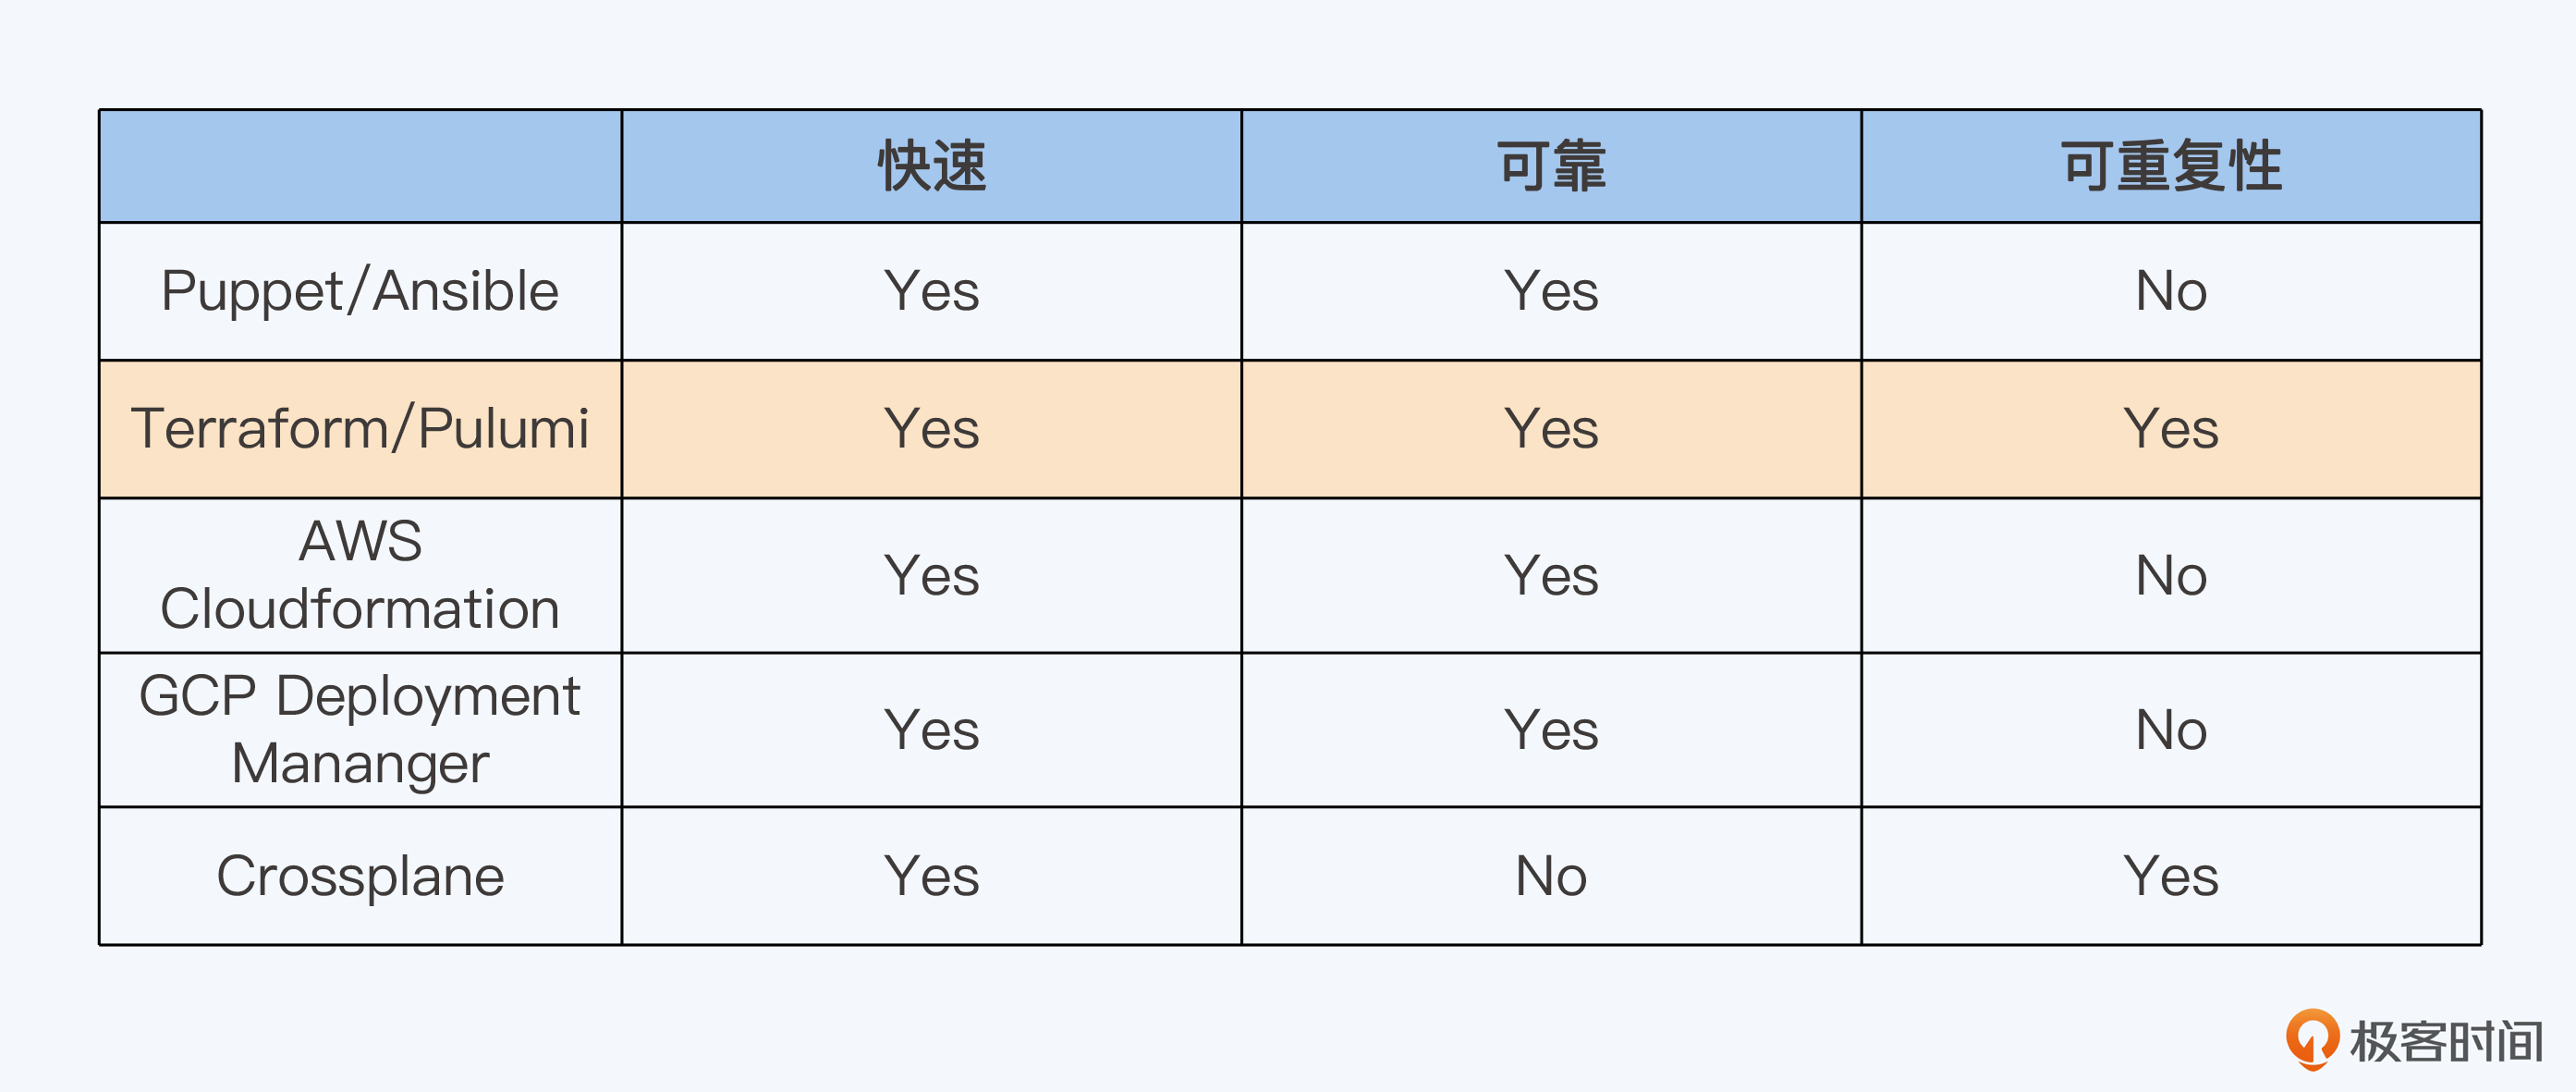 快速 可靠 可重复性
Puppet/Ansible Yes Yes No
Terraform/Pulumi Yes Yes Yes
AWS
Cloudformation Yes Yes No
GCP Deployment
Mananger Yes Yes No
Crossplane Yes No Yes
极客时间